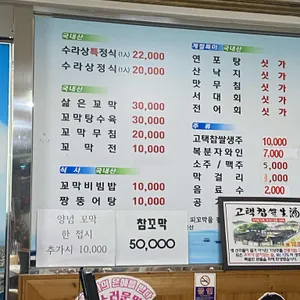 국내산
수라상특정식(1人) 22,000
수라상정식(1人) 20,000
국내산
삶은꼬막 30,000
꼬막탕수육 30,000
꼬막무침 20,000
꼬막전 10,000
식사 국내산
꼬막비빔밥 10,000
짱뚱어탕 10,000
양념 꼬막
한 접시
추가시 10,000
참꼬막
50,000
계절특미 국내산
연포탕 싯가
산낙지 싯가
맛무침 싯가
서대회 싯가
전어회 싯가
주류
고택찹쌀생주 10,000
복분자와인 7,000
소주/맥주 5,000
막걸리 3,000
음료수 2,000
고택찹쌀생酒